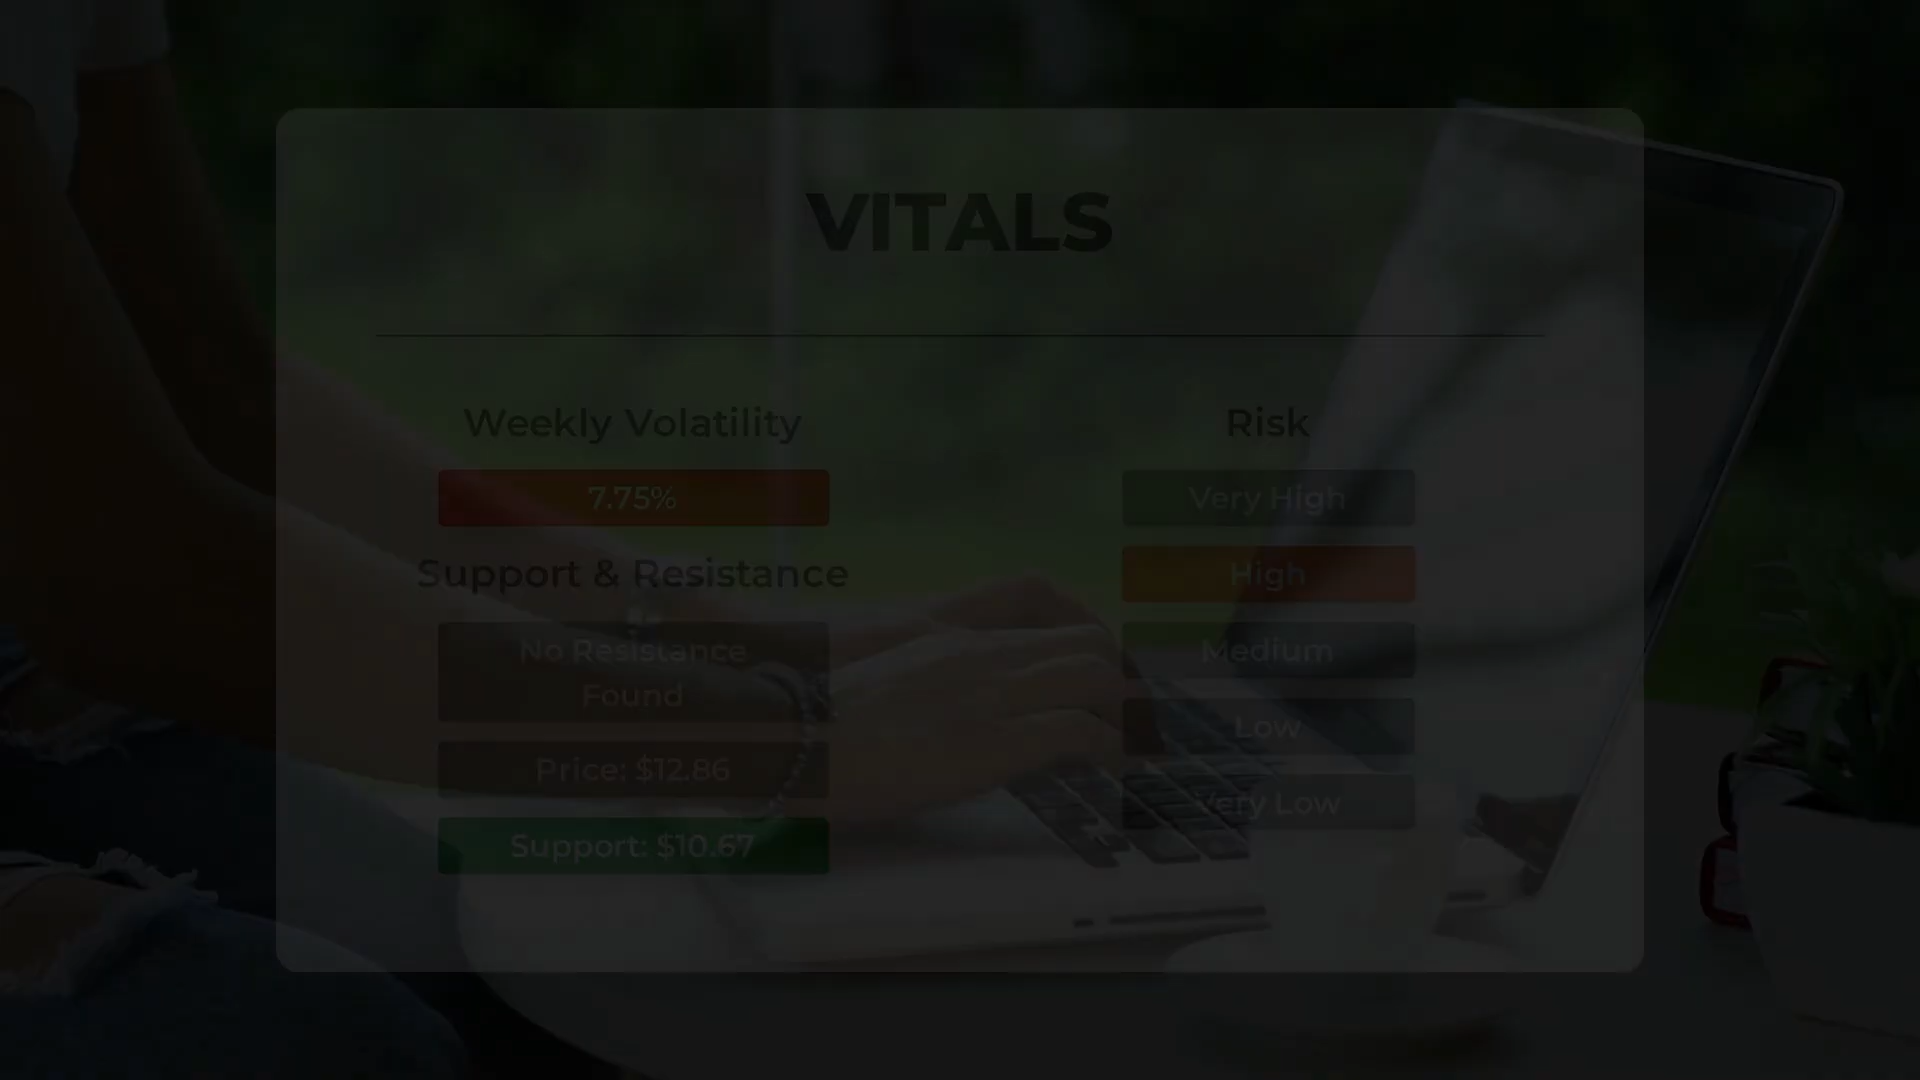 VITALS
Weekly Volatility
7.75%
Support & Resistance
No Resistance
Found
Price: $12.86
Support: $10.67
Risk
Very High
High
Medium
Low
Very Low